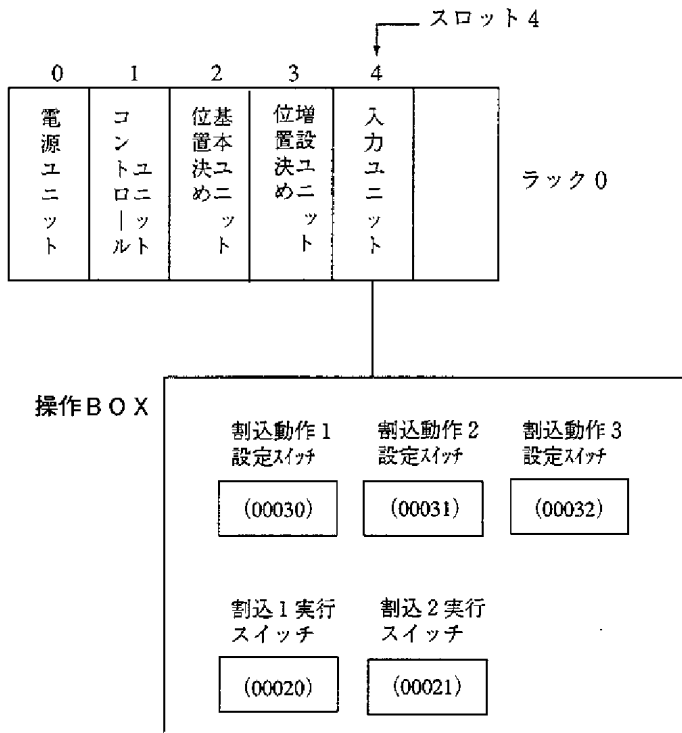 スロット4
0 1 2 3 4
電源ユニット
コントロール
ユニット
基本ユニット
位置決め
増設ユニット
位置決め
入力ユニット
ラック0
操作BOX
割込動作1 割込動作2 割込動作3
設定スイッチ 設定スイッチ 設定スイッチ
(00030) (00031) (00032)
割込1実行 割込2実行
スイッチ スイッチ
(00020) (00021)